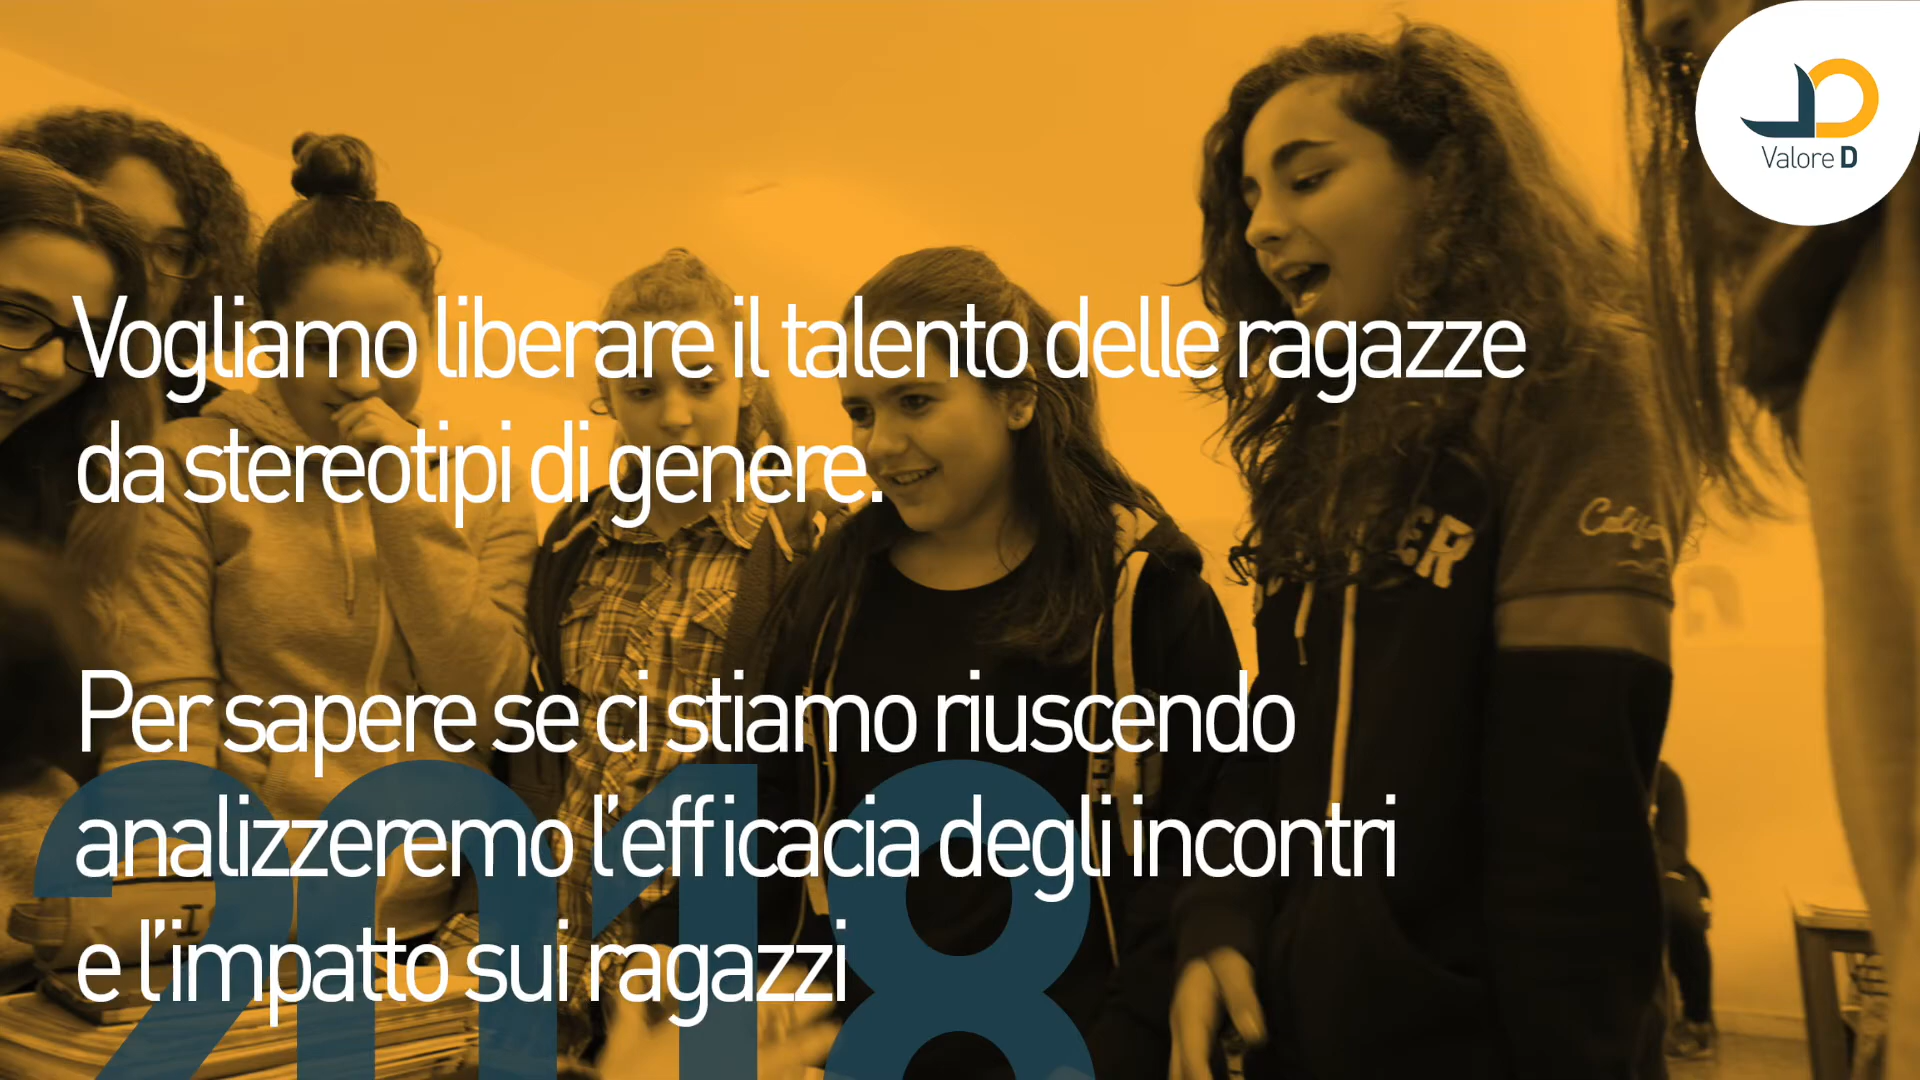 Valore D
Vogliamo liberare il talento delle ragazze
da stereotipi di genere.
Per sapere se ci stiamo riuscendo
analizzeremo l'efficacia degli incontri
e l'impatto sui ragazzi
2018